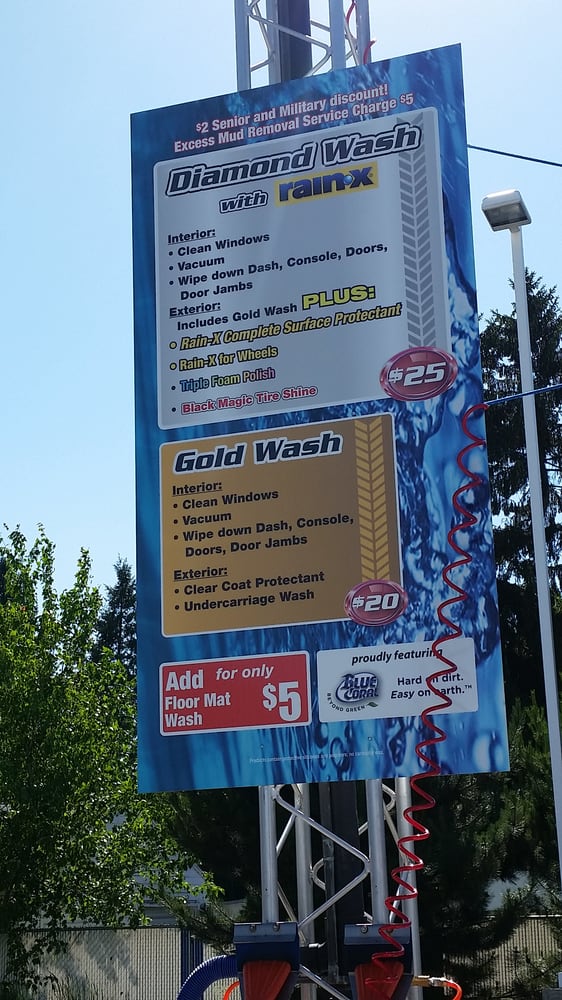 $2 Senior and Military discount!
Excess Mud Removal Service Charge $5
Diamond Wash
with rain-x
Interior:
• Clean Windows
• Vacuum
• Wipe down Dash, Console, Doors,
Door Jambs
Exterior:
Includes Gold Wash PLUS:
• Rain-X Complete Surface Protectant
• Rain-X for Wheels
• Triple Foam Polish
• Black Magic Tire Shine
$25
Gold Wash
Interior:
• Clean Windows
• Vacuum
• Wipe down Dash, Console,
Doors, Door Jambs
Exterior:
• Clear Coat Protectant
• Undercarriage Wash
$20
Add for only
Floor Mat
Wash
$5
proudly featuring
BLUE
CORAL
BEYOND GREEN
Hard on dirt.
Easy on earth.™